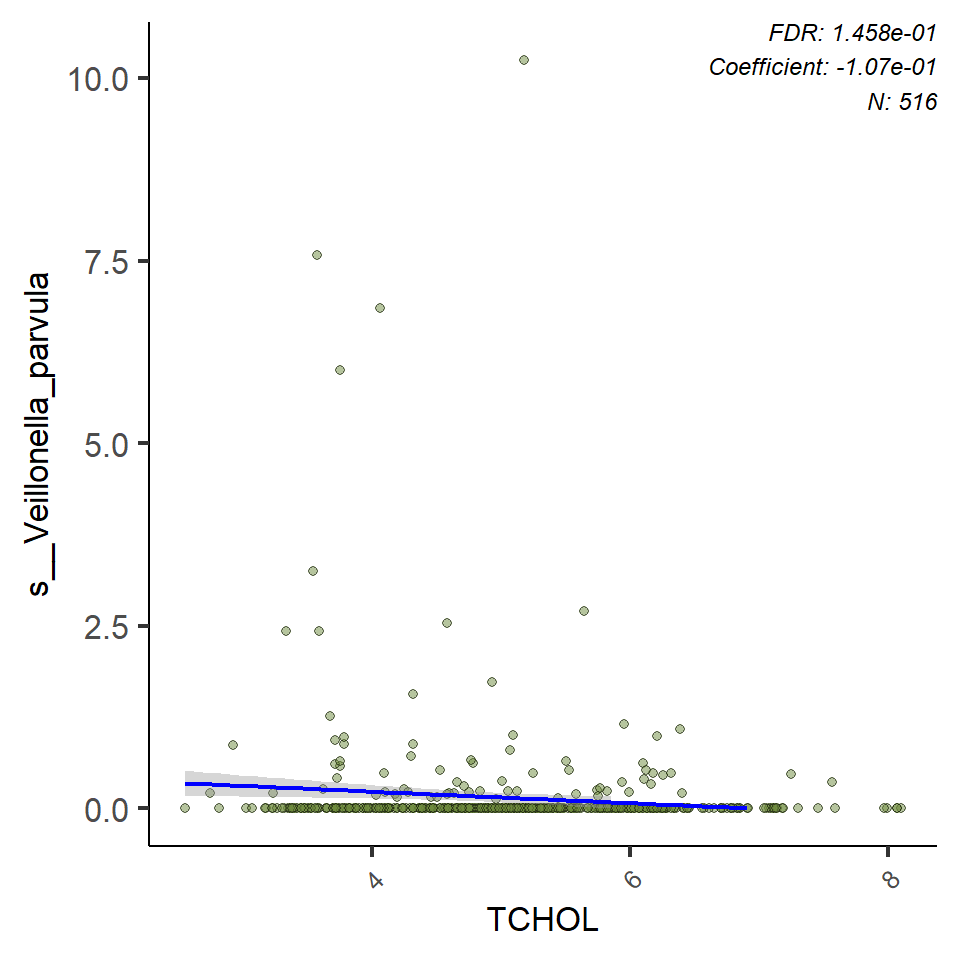 FDR: 1.458e-01
Coefficient: -1.07e-01
N: 516
10.0
7.5
5.0
2.5
0.0
s__Veillonella_parvula
4
6
8
TCHOL